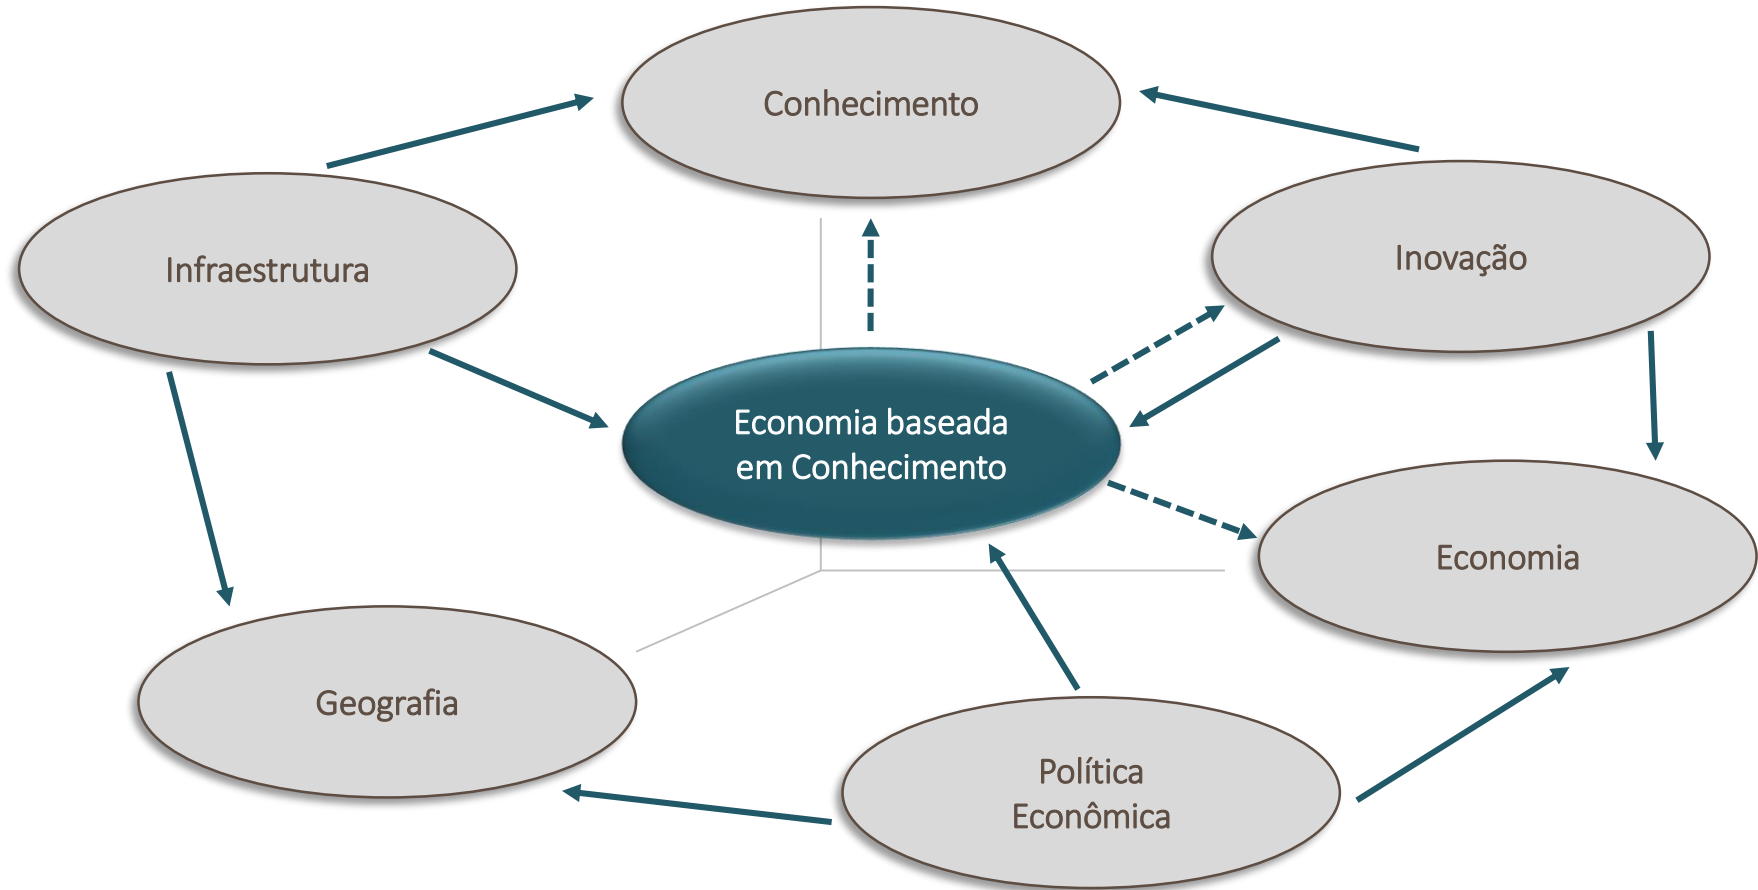 Conhecimento
Infraestrutura
Inovação
Economia baseada
em Conhecimento
Economia
Geografia
Política
Econômica